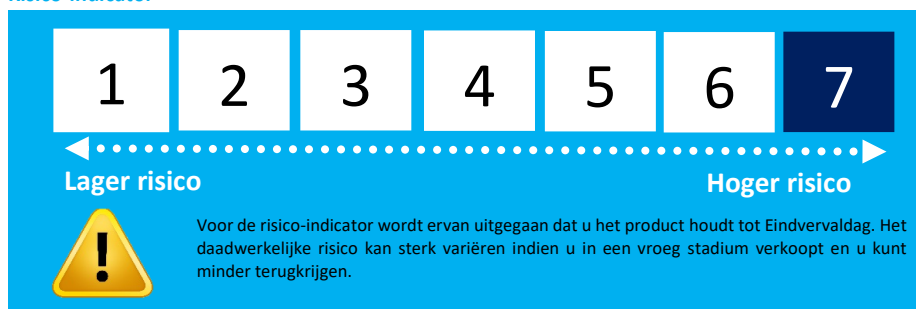 Risico-indicator
1 2 3 4 5 6 7
Lager risico Hoger risico
Voor de risico-indicator wordt ervan uitgegaan dat u het product houdt tot Eindvervaldag. Het
daadwerkelijke risico kan sterk variëren indien u in een vroeg stadium verkoopt en u kunt
minder terugkrijgen.